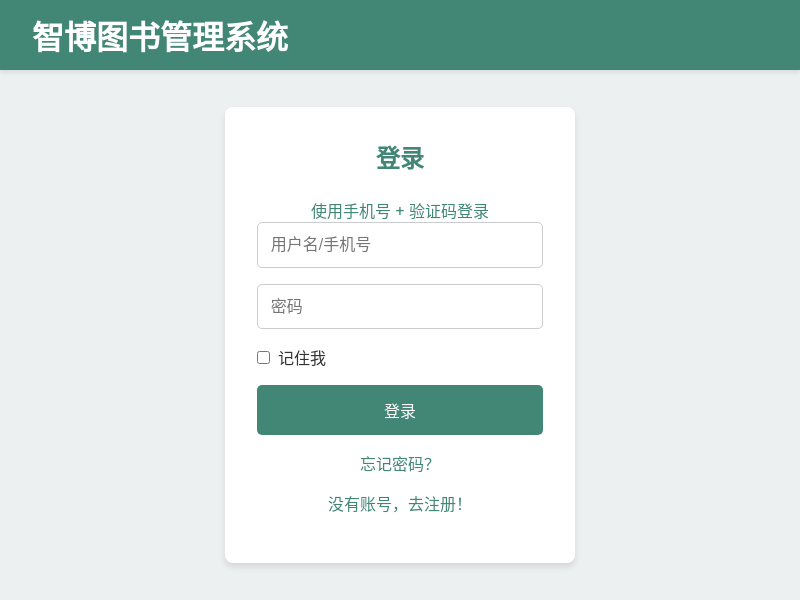 智博图书管理系统
登录
使用手机号 + 验证码登录
用户名/手机号
密码
记住我
登录
忘记密码？
没有账号，去注册！